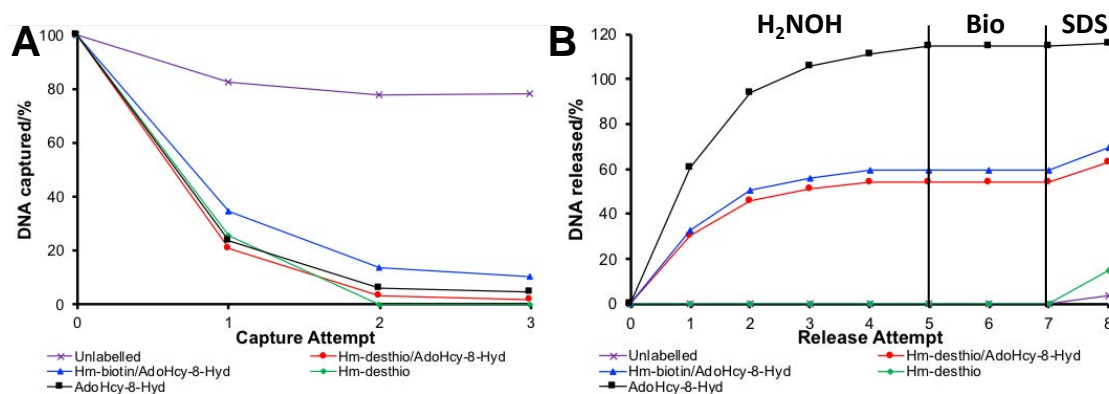 A
DNA captured/%
100
80
60
40
20
0
0 1 2 3
Capture Attempt
Unlabelled
Hm-desthio/AdoHcy-8-Hyd
Hm-biotin/AdoHcy-8-Hyd
Hm-desthio
AdoHcy-8-Hyd
B
H₂NOH Bio SDS
DNA released/%
120
100
80
60
40
20
0
0 1 2 3 4 5 6 7 8
Release Attempt
Unlabelled
Hm-desthio/AdoHcy-8-Hyd
Hm-biotin/AdoHcy-8-Hyd
Hm-desthio
AdoHcy-8-Hyd